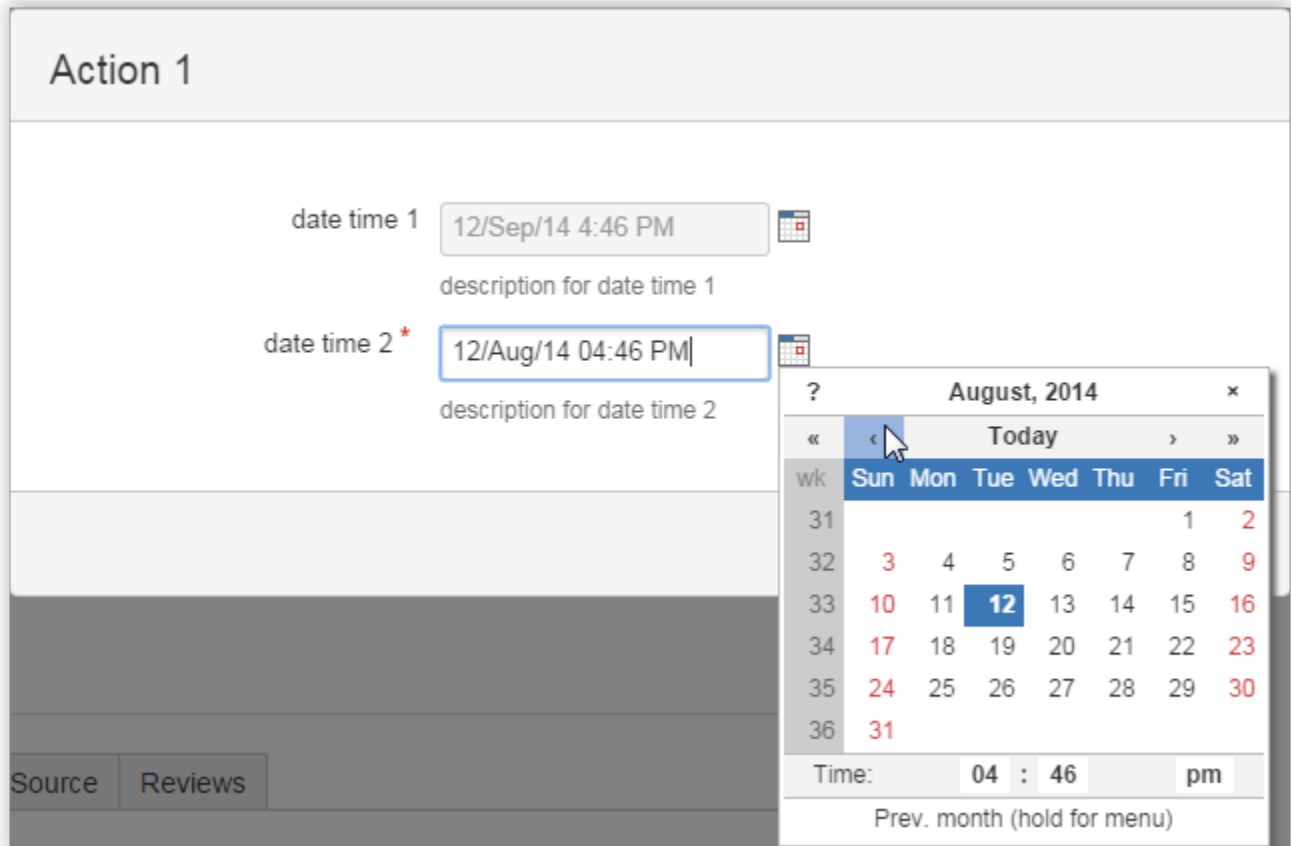 Action 1
date time 1 12/Sep/14 4:46 PM
description for date time 1
date time 2 * 12/Aug/14 04:46 PM
description for date time 2
? August, 2014 ×
« ‹ Today › »
wk Sun Mon Tue Wed Thu Fri Sat
31 1 2
32 3 4 5 6 7 8 9
33 10 11 12 13 14 15 16
34 17 18 19 20 21 22 23
35 24 25 26 27 28 29 30
36 31
Time: 04 : 46 pm
Prev. month (hold for menu)
Source Reviews